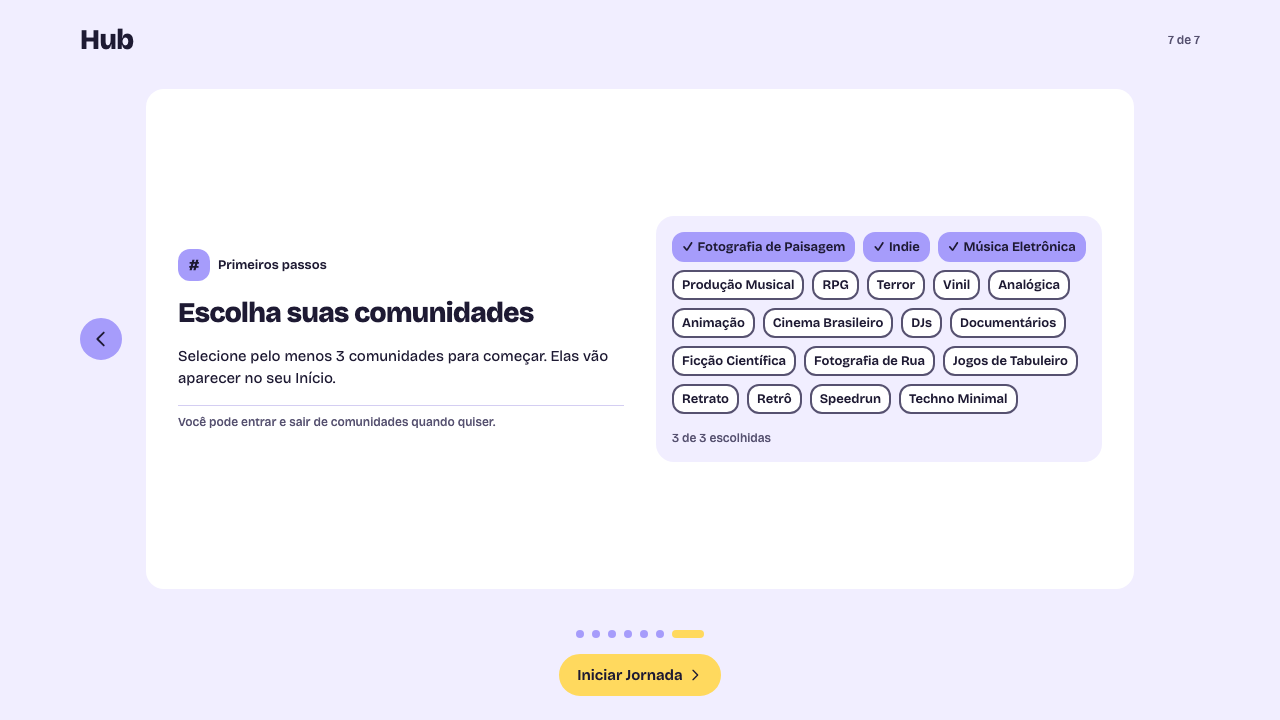 Hub
7 de 7
# Primeiros passos
Escolha suas comunidades
Selecione pelo menos 3 comunidades para começar. Elas vão
aparecer no seu Início.
Você pode entrar e sair de comunidades quando quiser.
Fotografia de Paisagem Indie Música Eletrônica
Produção Musical RPG Terror Vinil Analógica
Animação Cinema Brasileiro DJs Documentários
Ficção Científica Fotografia de Rua Jogos de Tabuleiro
Retrato Retrô Speedrun Techno Minimal
3 de 3 escolhidas
Iniciar Jornada